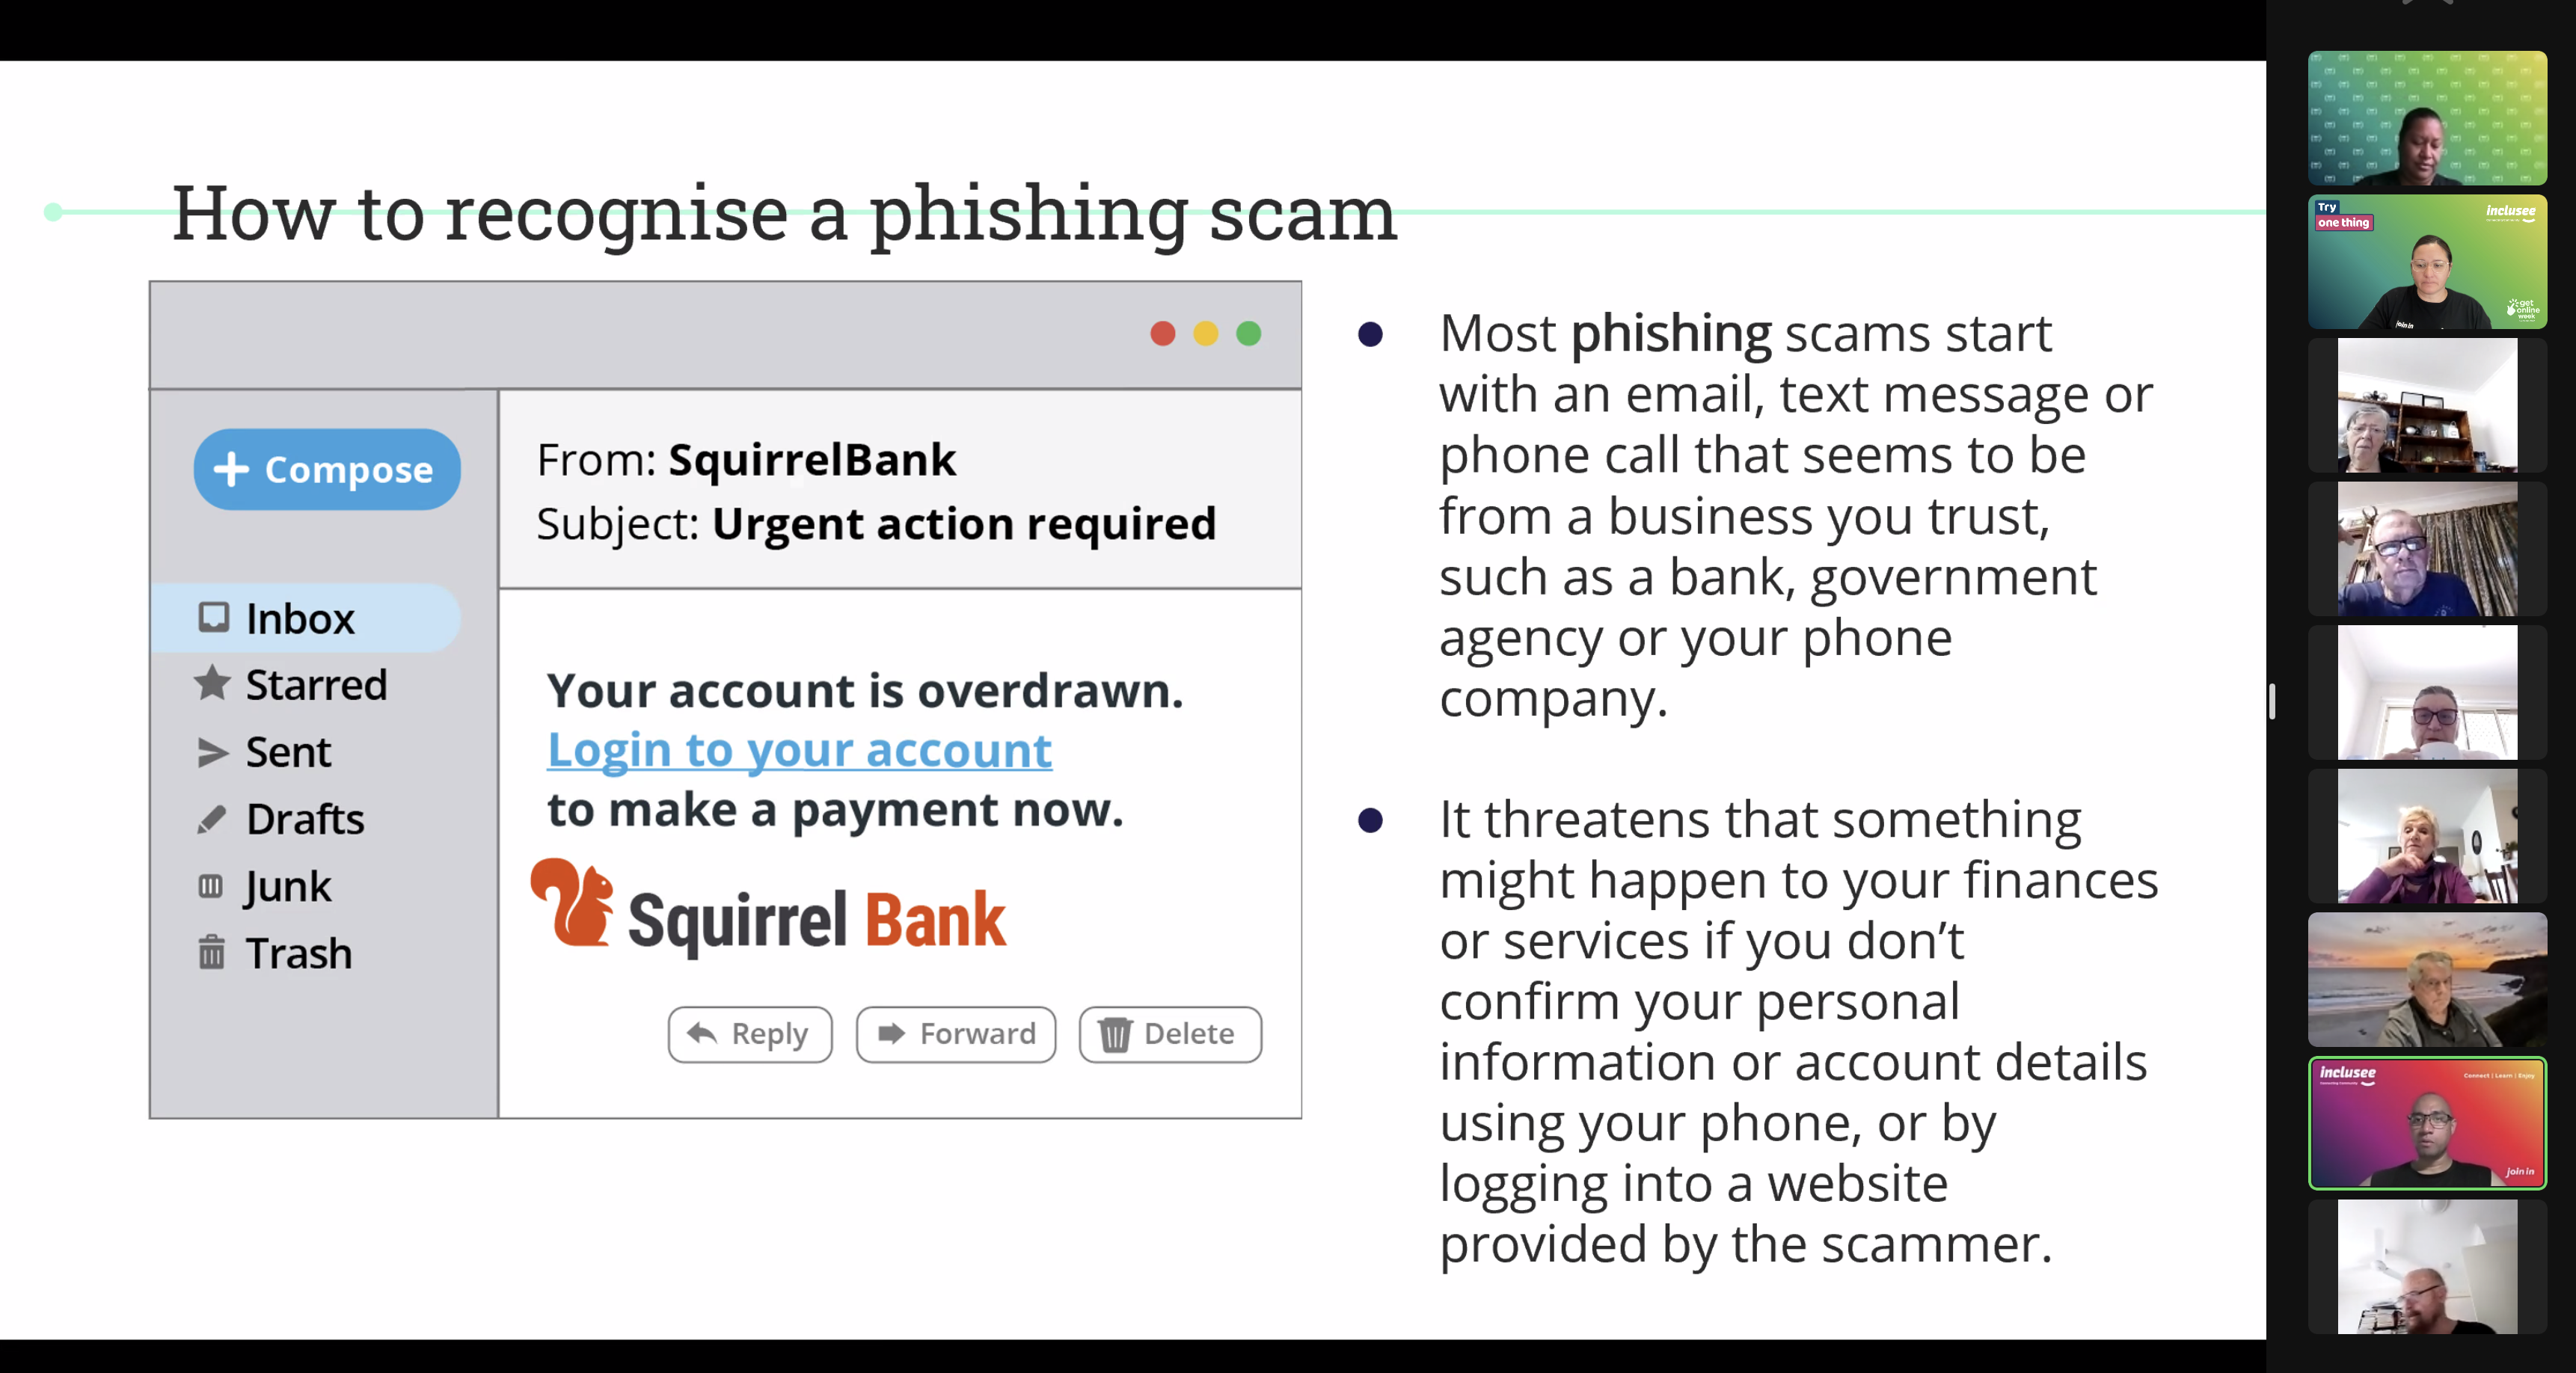 How to recognise a phishing scam
Compose
Inbox
Starred
Sent
Drafts
Junk
Trash
From: SquirrelBank
Subject: Urgent action required
Your account is overdrawn.
Login to your account
to make a payment now.
Squirrel Bank
Reply
Forward
Delete
Most phishing scams start
with an email, text message or
phone call that seems to be
from a business you trust,
such as a bank, government
agency or your phone
company.
It threatens that something
might happen to your finances
or services if you don’t
confirm your personal
information or account details
using your phone, or by
logging into a website
provided by the scammer.
Try
one thing
inclusee
get
online
week
join in
inclusee
Connect | Learn | Enjoy
join in